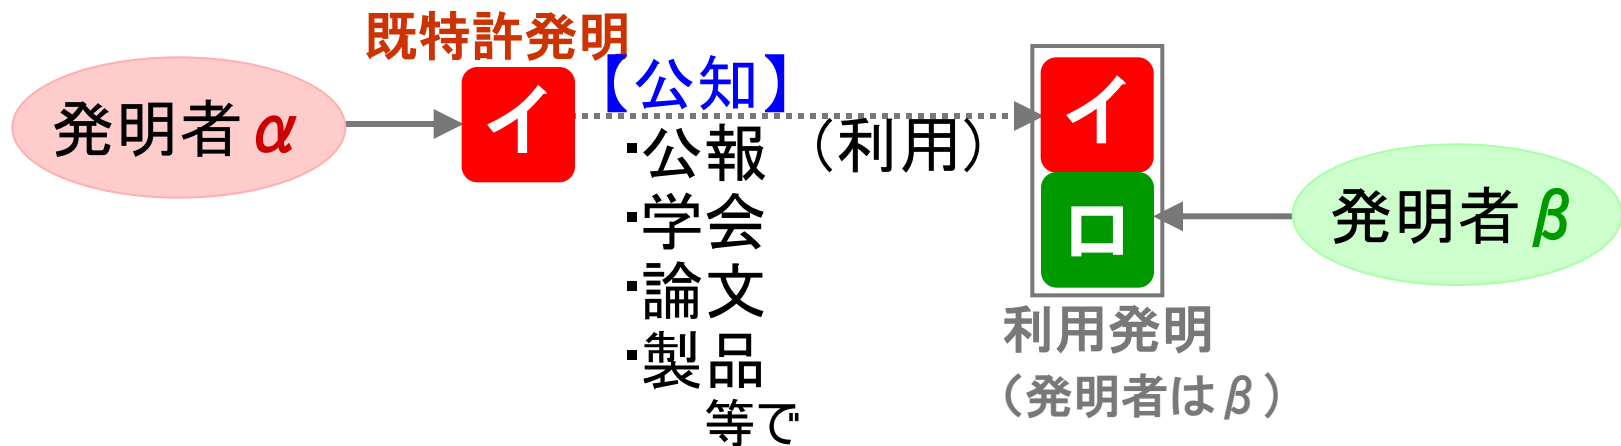 既特許発明
発明者α
イ
【公知】
・公報
・学会
・論文
・製品
等で
（利用）
イ
ロ
発明者β
利用発明
（発明者はβ）